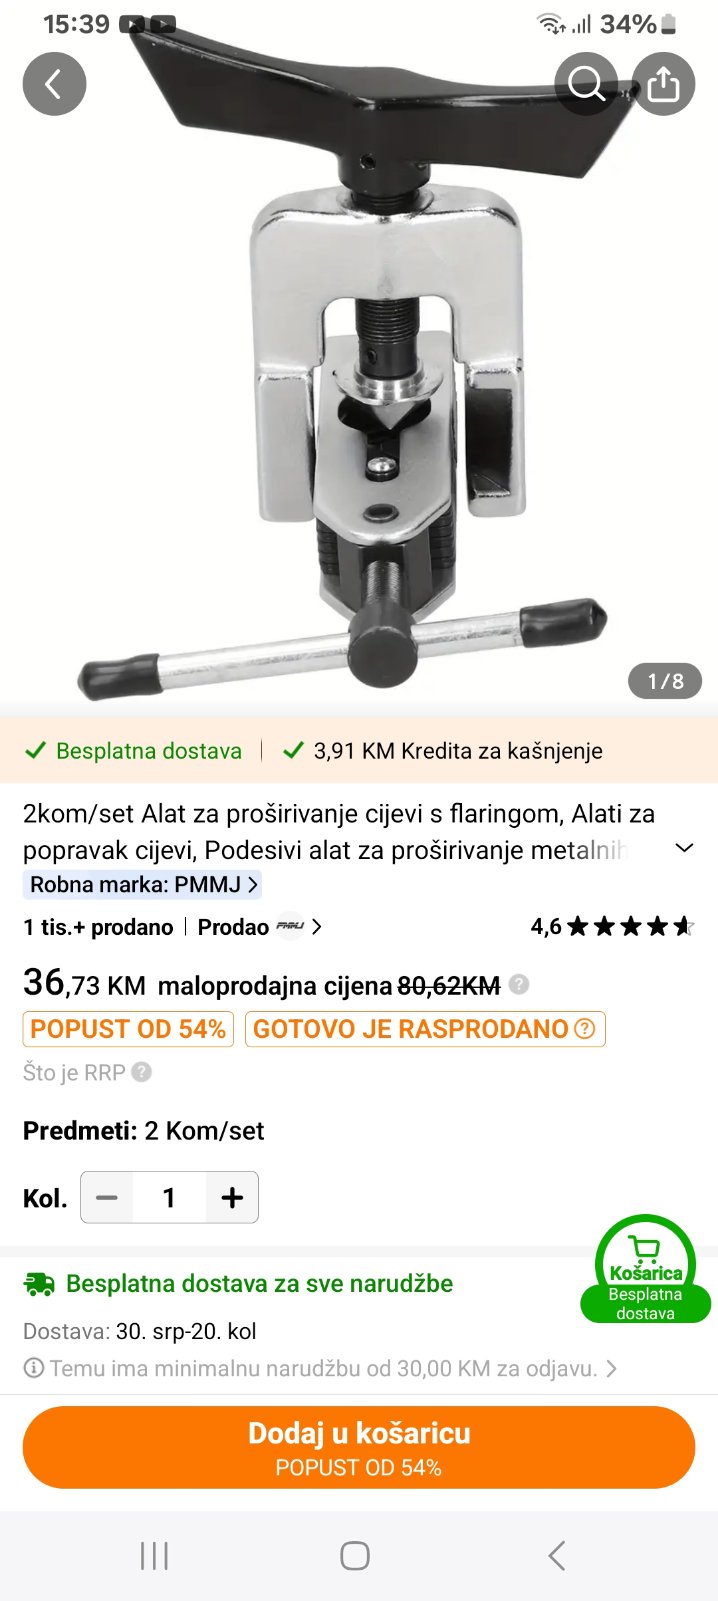 15:39
34%
1/8
Besplatna dostava
3,91 KM Kredita za kašnjenje
2kom/set Alat za proširivanje cijevi s flaringom, Alati za
popravak cijevi, Podesivi alat za proširivanje metalnih
Robna marka: PMMJ
1 tis.+ prodano | Prodao PMMJ
4,6
36,73 KM maloprodajna cijena 80,62KM ?
POPUST OD 54% GOTOVO JE RASPRODANO ?
Što je RRP ?
Predmeti: 2 Kom/set
Kol. − 1 +
Košarica
Besplatna
dostava
Besplatna dostava za sve narudžbe
Dostava: 30. srp-20. kol
Temu ima minimalnu narudžbu od 30,00 KM za odjavu.
Dodaj u košaricu
POPUST OD 54%